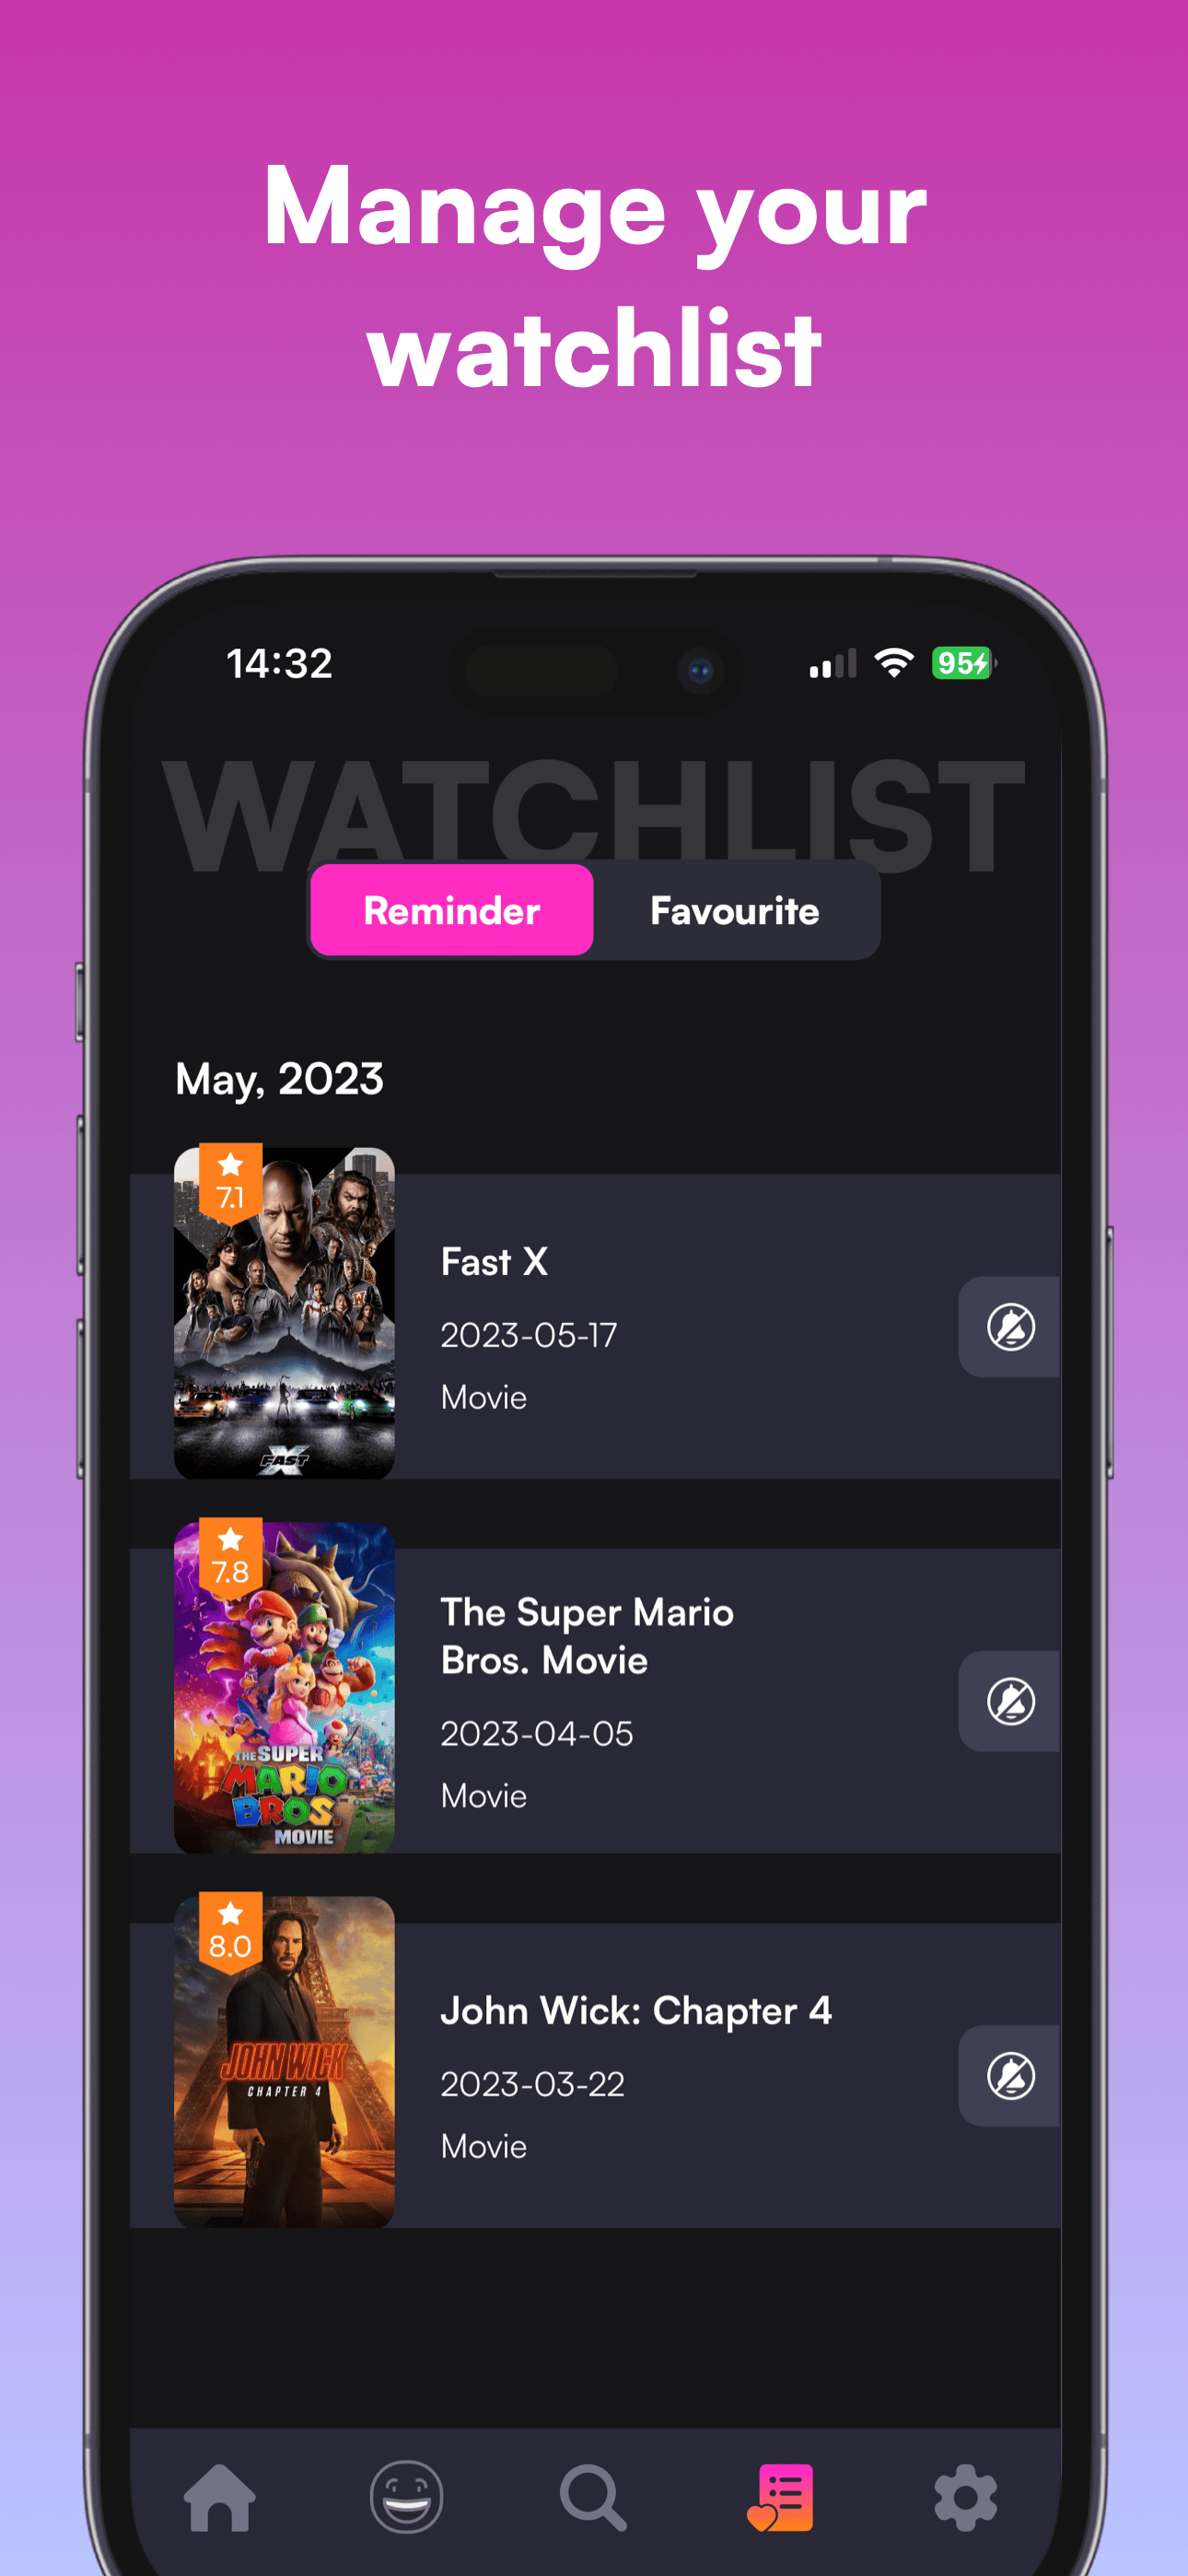 Manage your
watchlist
14:32
95
WATCHLIST
Reminder Favourite
May, 2023
7.1
FAST X
Fast X
2023-05-17
Movie
7.8
THE SUPER
MARIO
BROS.
MOVIE
The Super Mario
Bros. Movie
2023-04-05
Movie
8.0
JOHN WICK
CHAPTER 4
John Wick: Chapter 4
2023-03-22
Movie